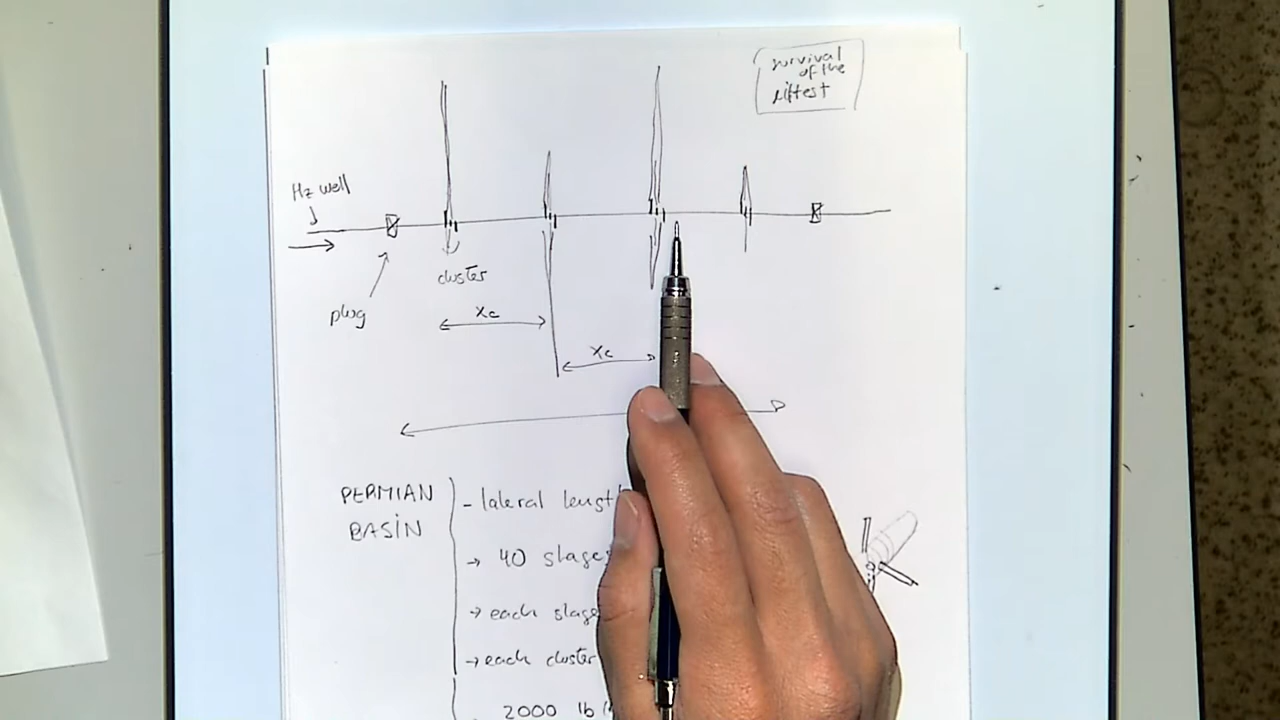 survival
of the
fittest
Hz well
cluster
plug
xc
xc
PERMIAN
BASIN
- lateral lengt
→ 40 stages
→ each stage
→ each cluster
2000 lb